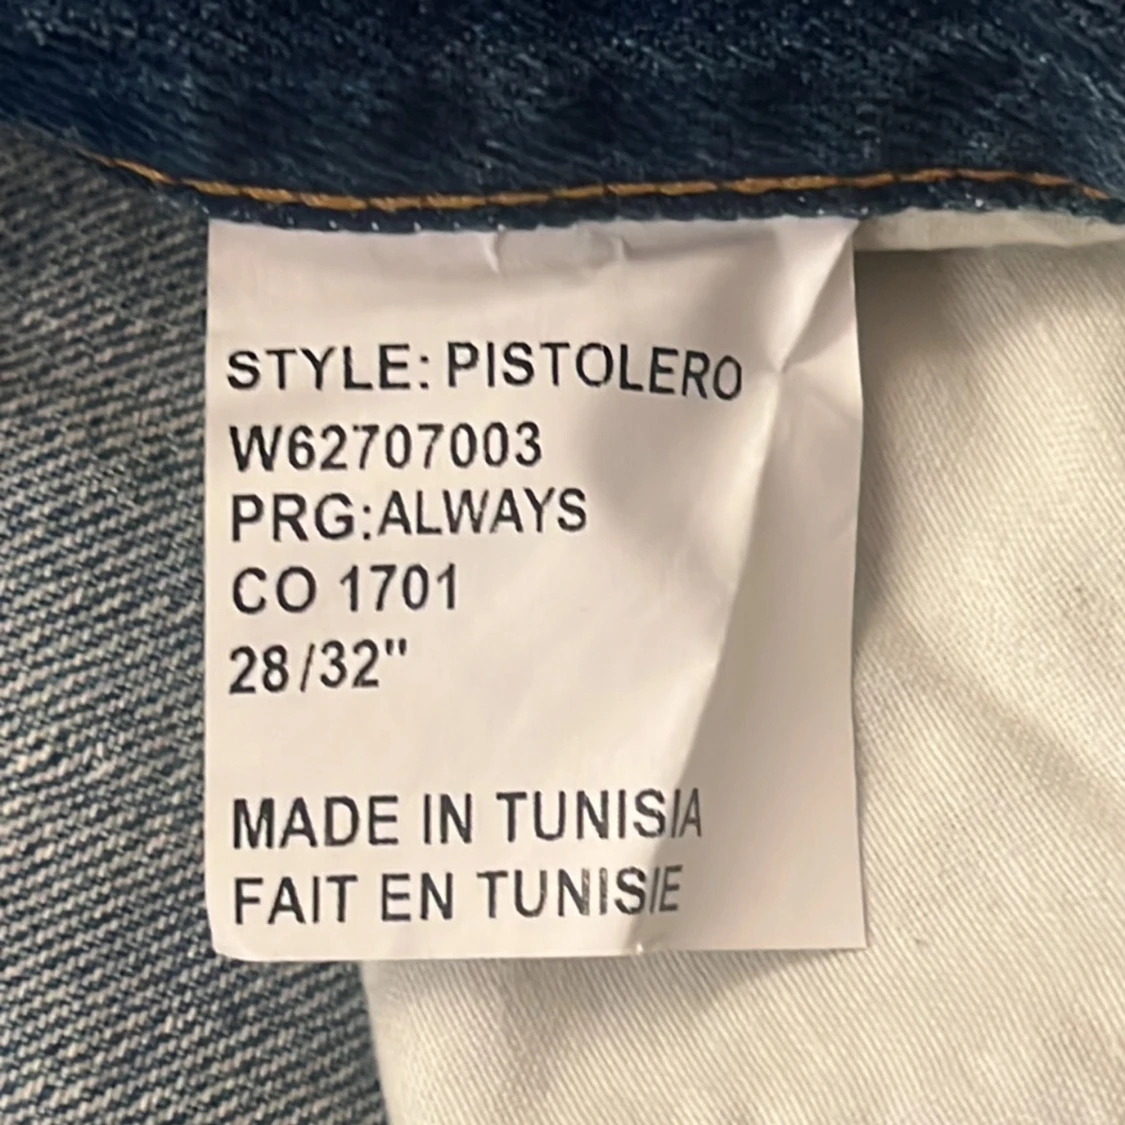 STYLE: PISTOLERO
W62707003
PRG:ALWAYS
CO 1701
28/32"
MADE IN TUNISIA
FAIT EN TUNISIE